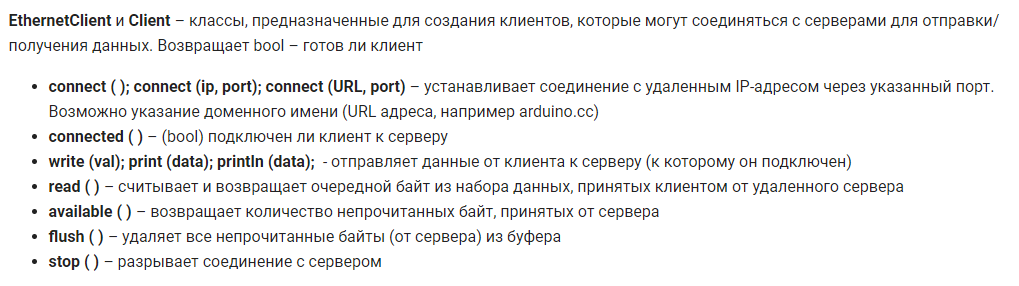 EthernetClient и Client – классы, предназначенные для создания клиентов, которые могут соединяться с серверами для отправки/
получения данных. Возвращает bool – готов ли клиент
• connect ( ); connect (ip, port); connect (URL, port) – устанавливает соединение с удаленным IP-адресом через указанный порт.
Возможно указание доменного имени (URL адреса, например arduino.cc)
• connected ( ) – (bool) подключен ли клиент к серверу
• write (val); print (data); println (data);  - отправляет данные от клиента к серверу (к которому он подключен)
• read ( ) – считывает и возвращает очередной байт из набора данных, принятых клиентом от удаленного сервера
• available ( ) – возвращает количество непрочитанных байт, принятых от сервера
• flush ( ) – удаляет все непрочитанные байты (от сервера) из буфера
• stop ( ) – разрывает соединение с сервером